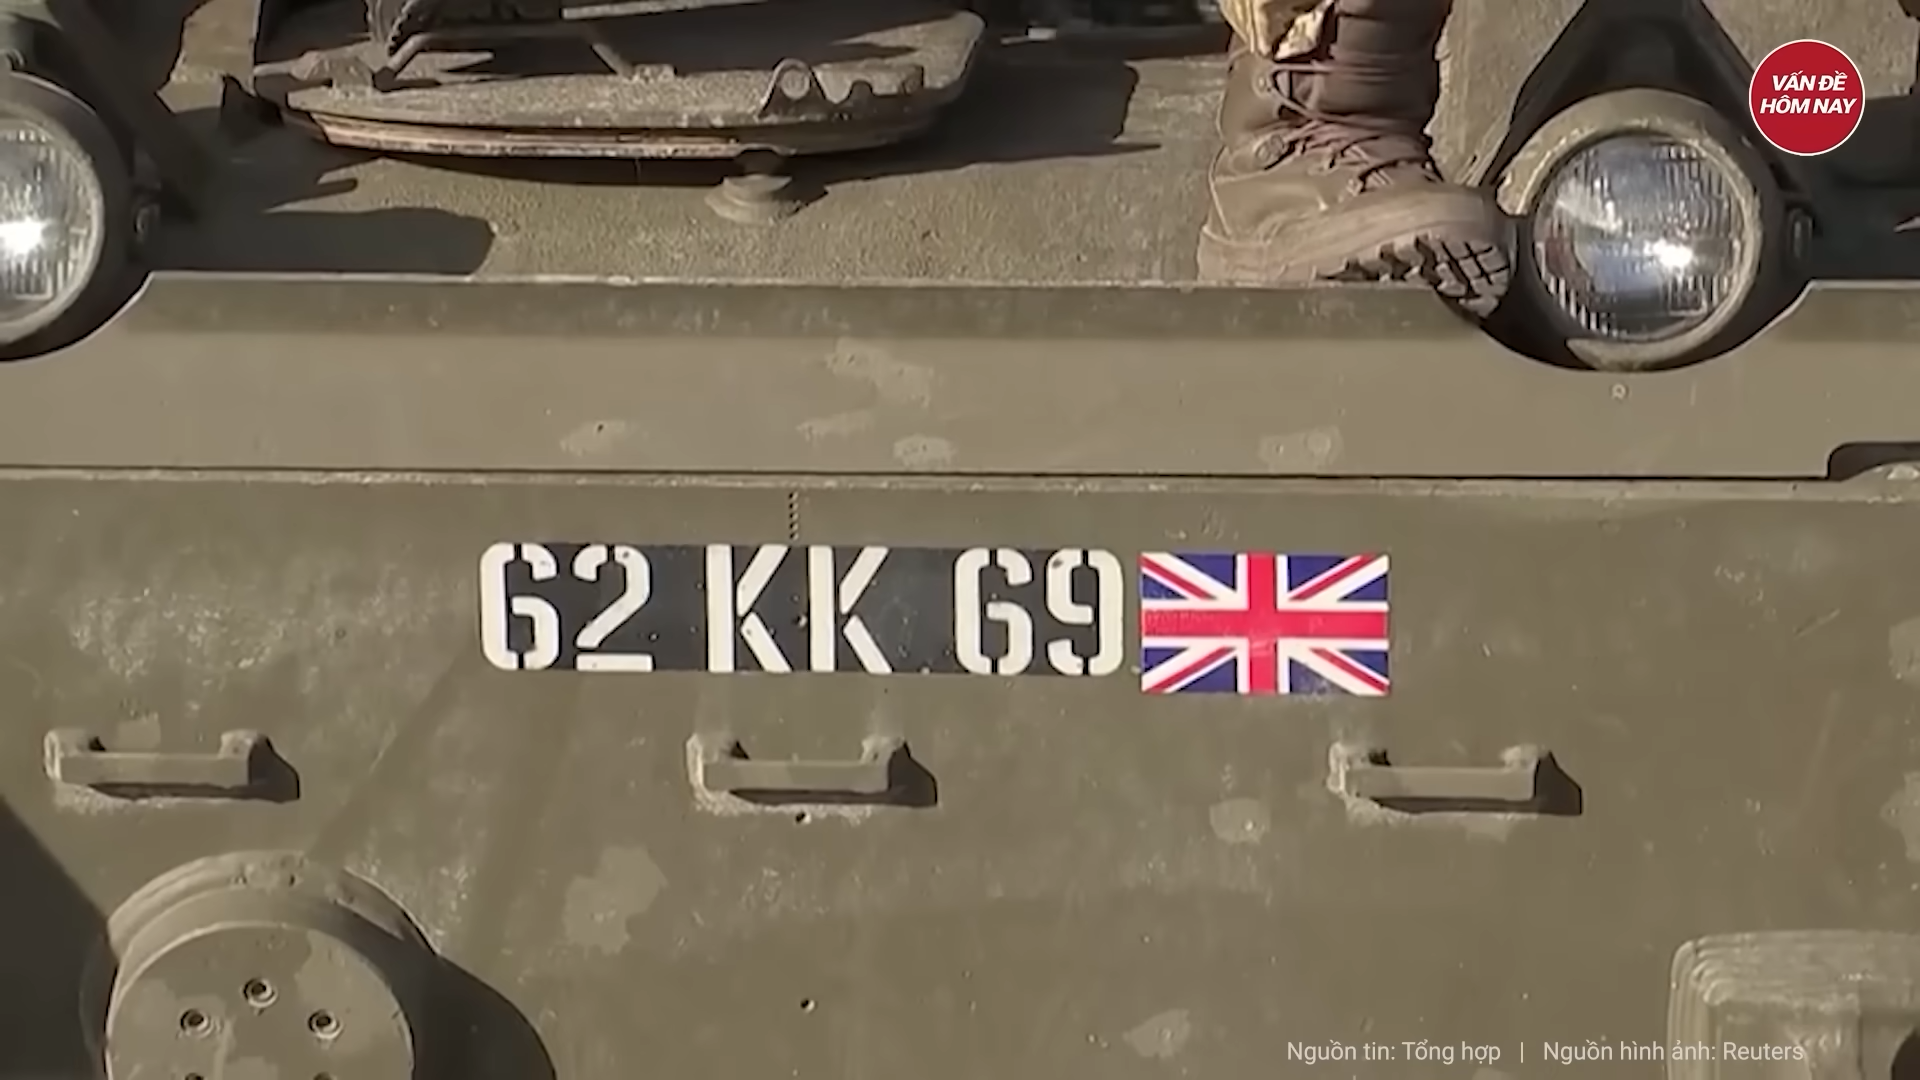 VẤN ĐỀ
HÔM NAY
62 KK 69
Nguồn tin: Tổng hợp | Nguồn hình ảnh: Reuters